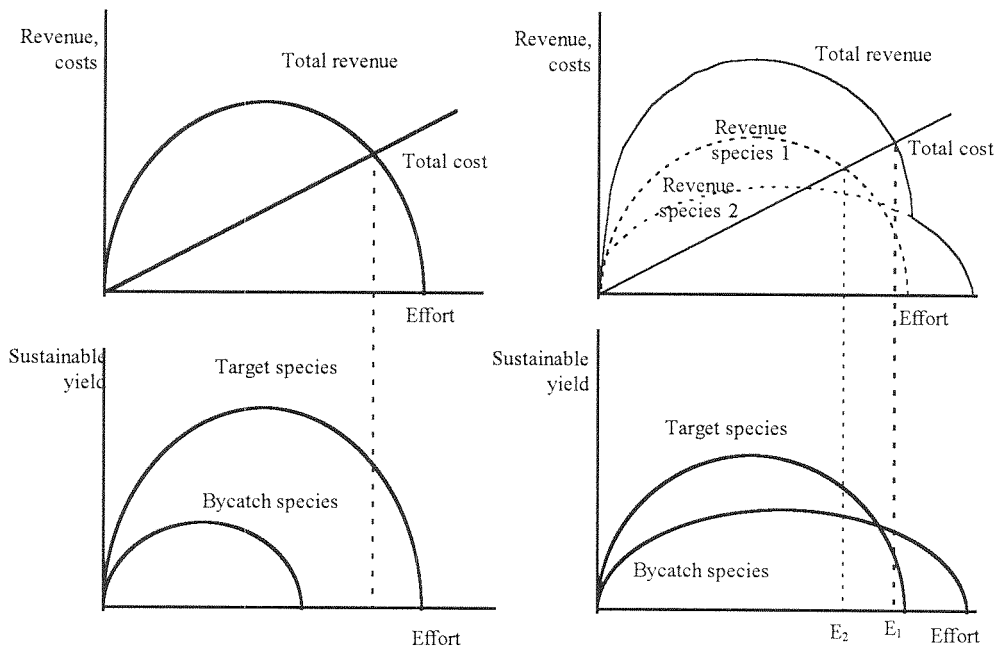 Revenue,
costs
Total revenue
Total cost
Effort
Sustainable
yield
Target species
Bycatch species
Effort
Revenue,
costs
Total revenue
Revenue
species 1
Total cost
Revenue
species 2
Effort
Sustainable
yield
Target species
Bycatch species
E2
E1
Effort